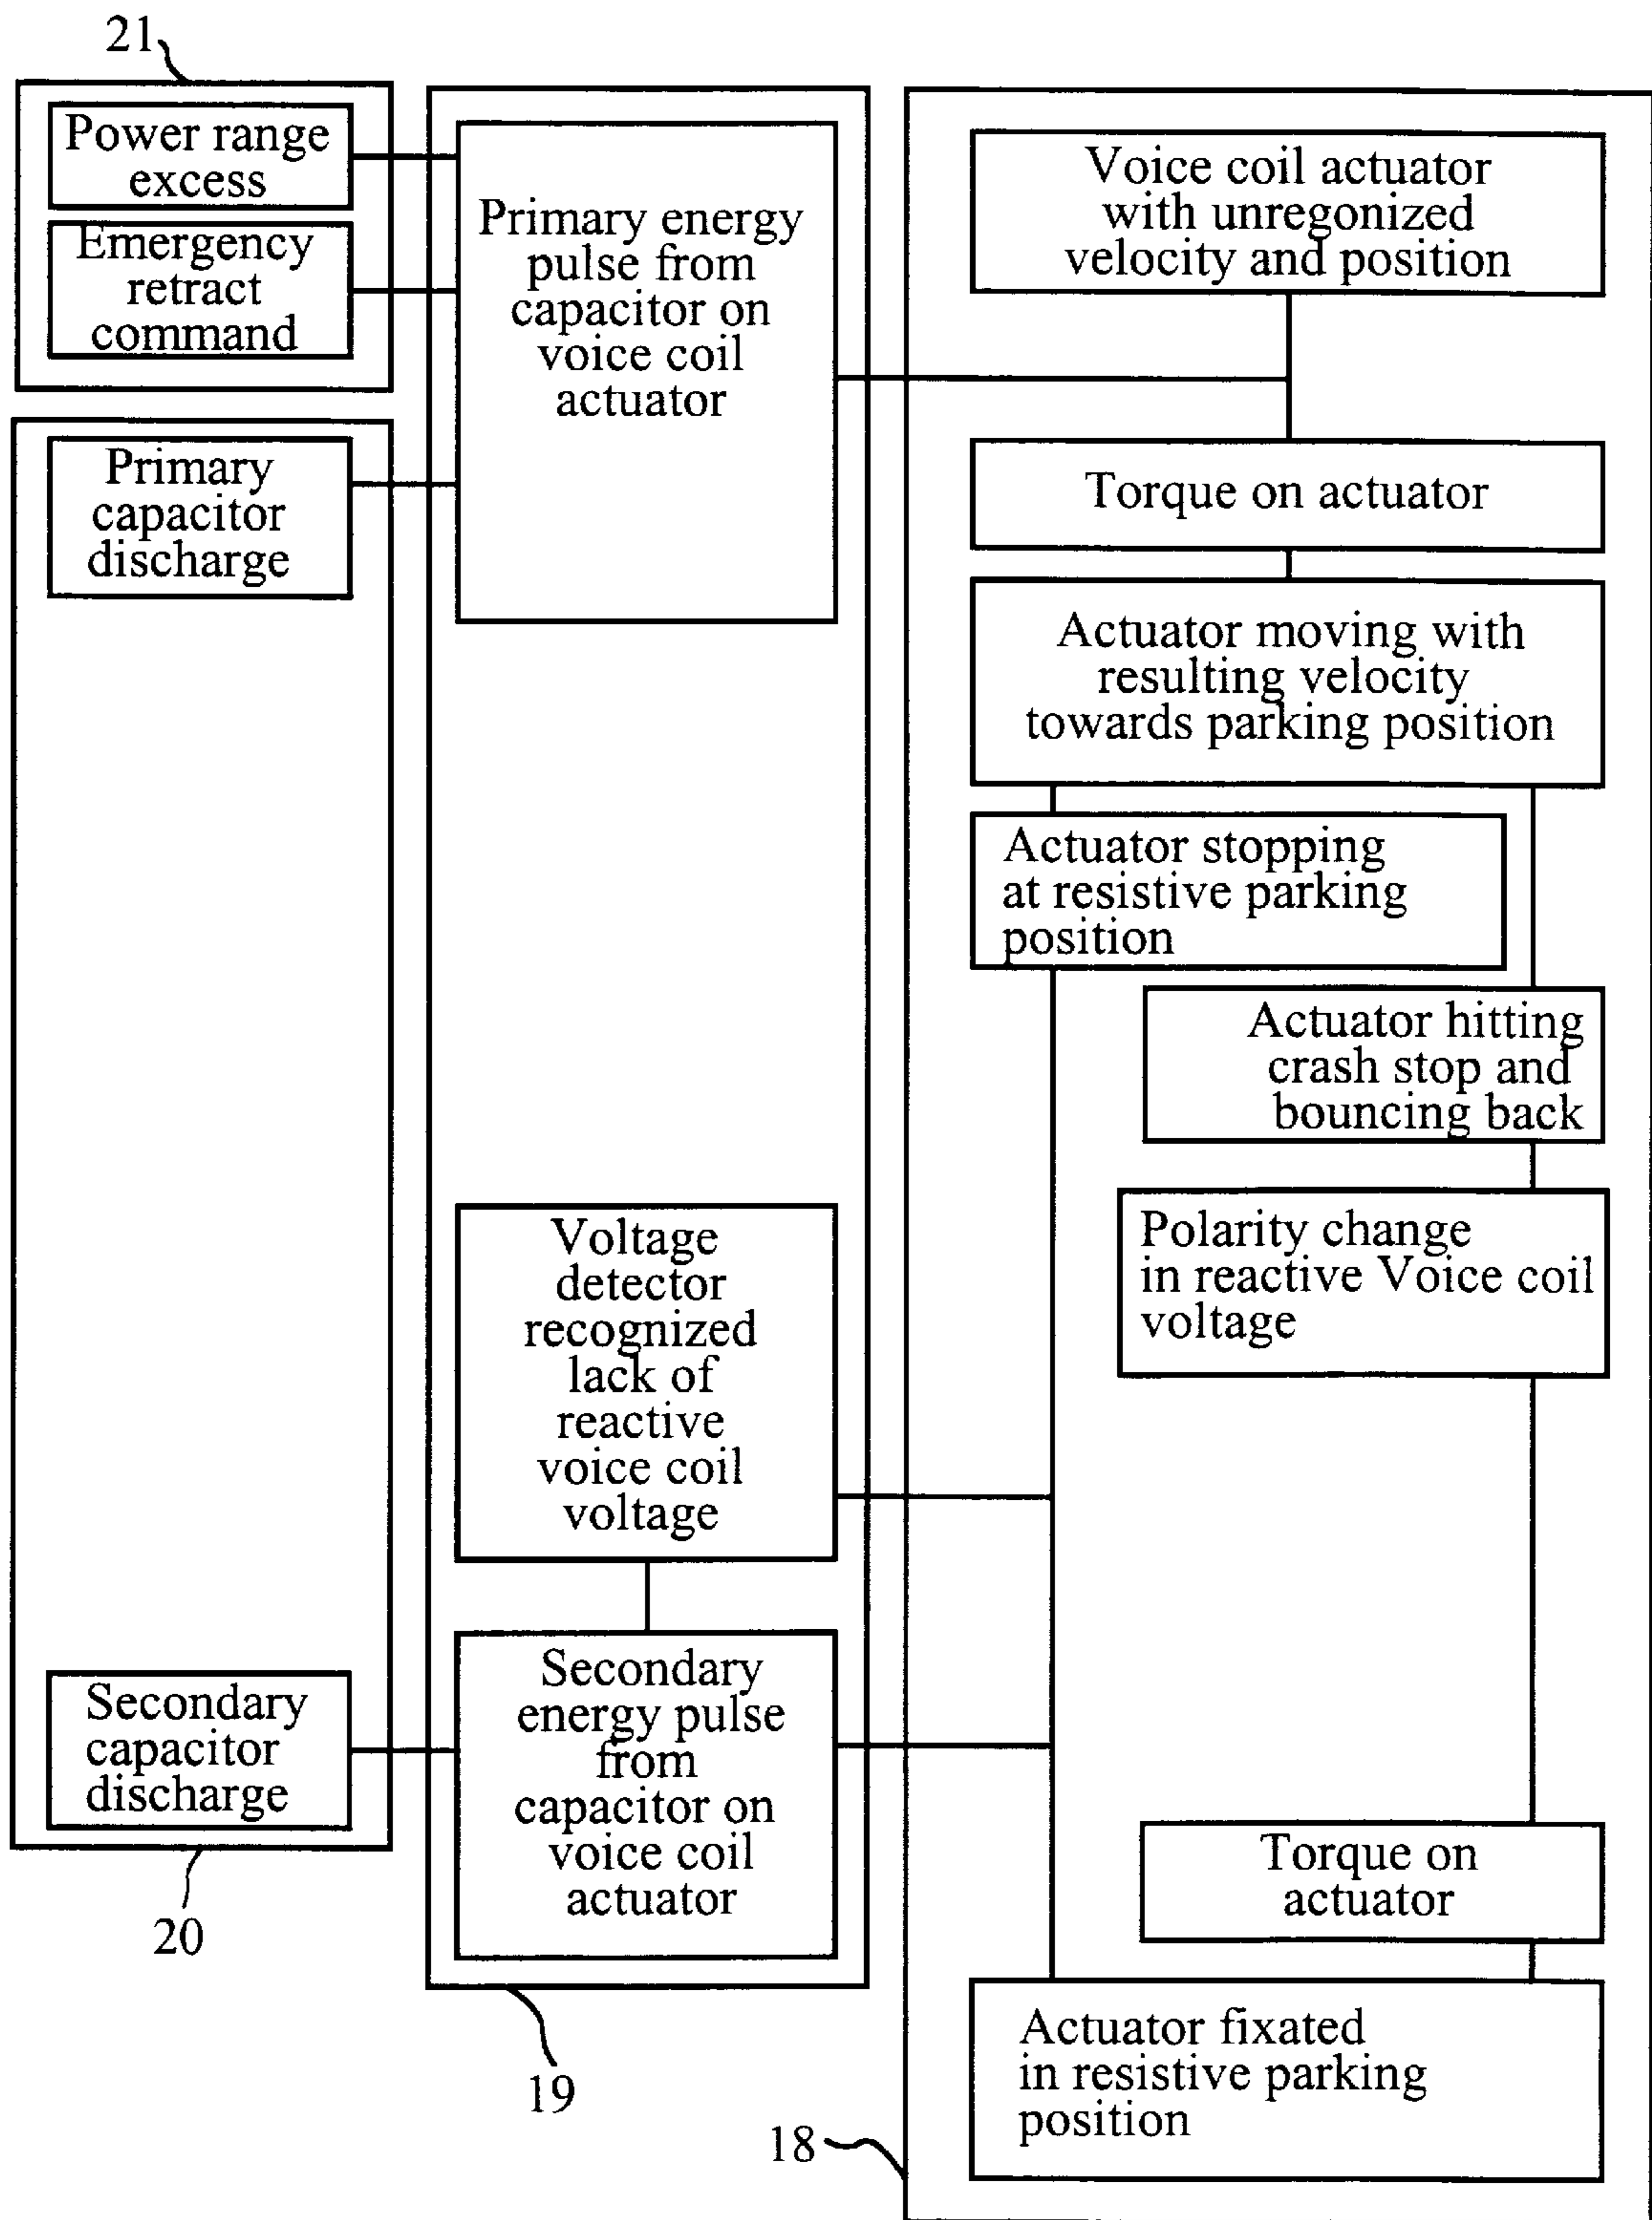 21
Power range
excess
Emergency
retract
command
Primary
capacitor
discharge
Secondary
capacitor
discharge
20
Primary energy
pulse from
capacitor on
voice coil
actuator
Voltage
detector
recognized
lack of
reactive
voice coil
voltage
Secondary
energy pulse
from
capacitor on
voice coil
actuator
19
Voice coil actuator
with unregonized
velocity and position
Torque on actuator
Actuator moving with
resulting velocity
towards parking position
Actuator stopping
at resistive parking
position
Actuator hitting
crash stop and
bouncing back
Polarity change
in reactive Voice coil
voltage
Torque on
actuator
Actuator fixated
in resistive parking
position
18